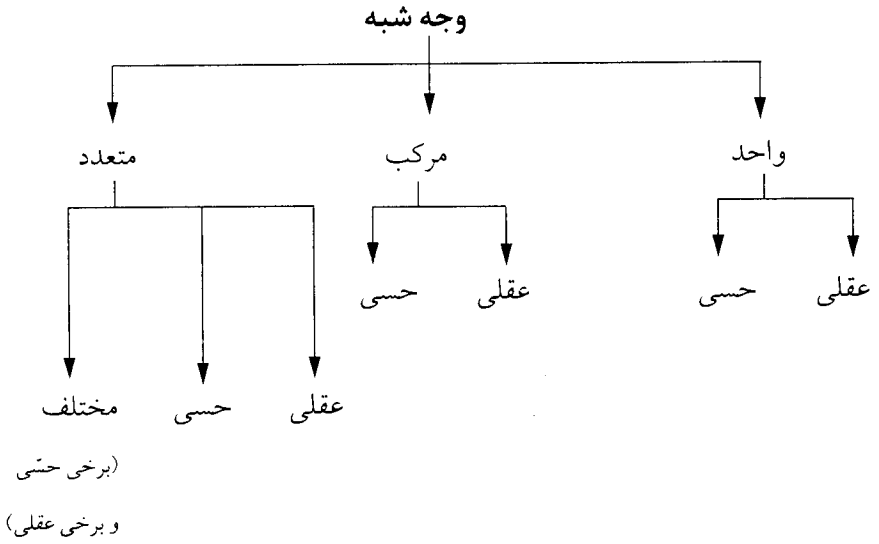 وجه شبه
واحد
مرکب
متعدد
عقلی
حسی
عقلی
حسی
عقلی
حسی
مختلف
(برخی حسّی
و برخی عقلی)